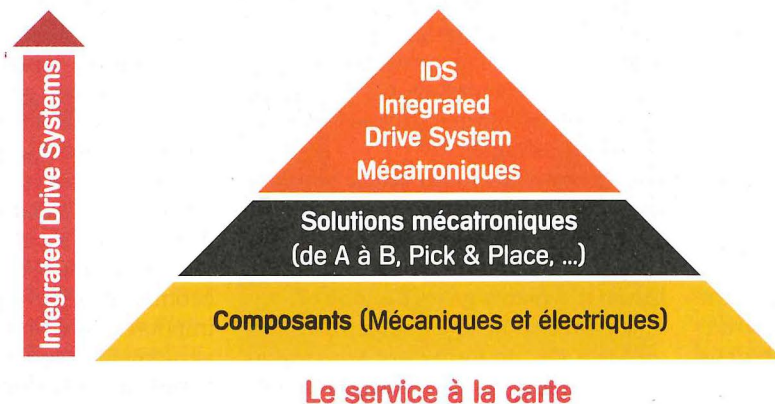 Integrated Drive Systems
IDS
Integrated
Drive System
Mécatroniques
Solutions mécatroniques
(de A à B, Pick & Place, ...)
Composants (Mécaniques et électriques)
Le service à la carte